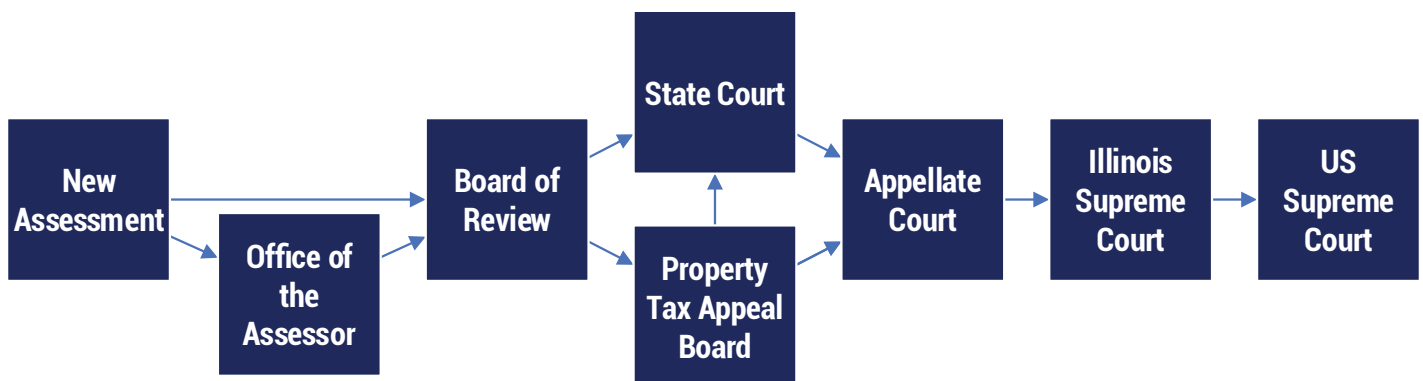 New
Assessment
Office of
the
Assessor
Board of
Review
State Court
Property
Tax Appeal
Board
Appellate
Court
Illinois
Supreme
Court
US
Supreme
Court